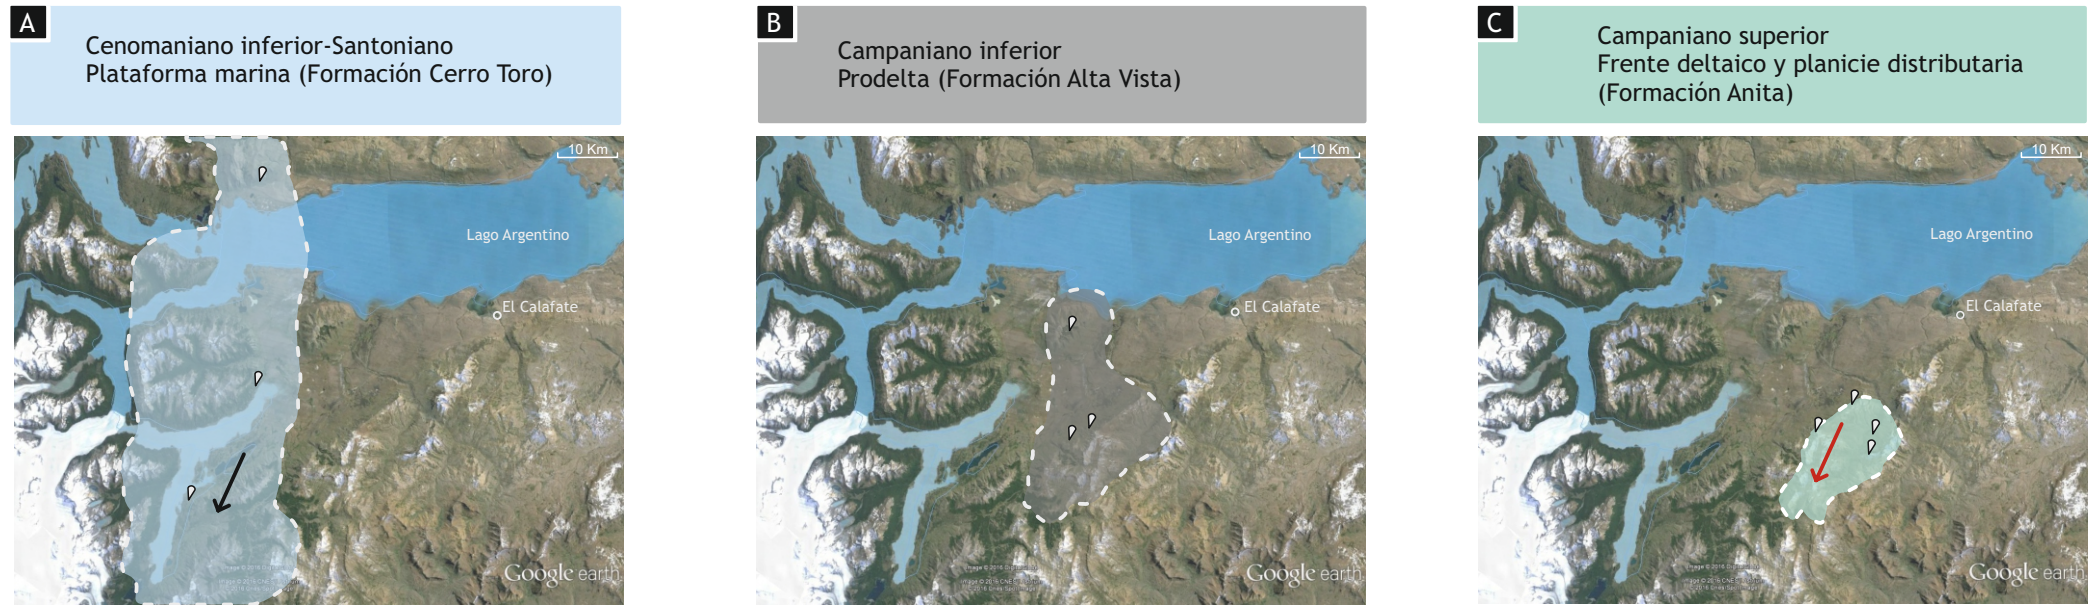 A
Cenomaniano inferior-Santoniano
Plataforma marina (Formación Cerro Toro)
10 Km
Lago Argentino
El Calafate
Google earth
B
Campaniano inferior
Prodelta (Formación Alta Vista)
10 Km
Lago Argentino
El Calafate
Google earth
C
Campaniano superior
Frente deltaico y planicie distributaria
(Formación Anita)
10 Km
Lago Argentino
El Calafate
Google earth